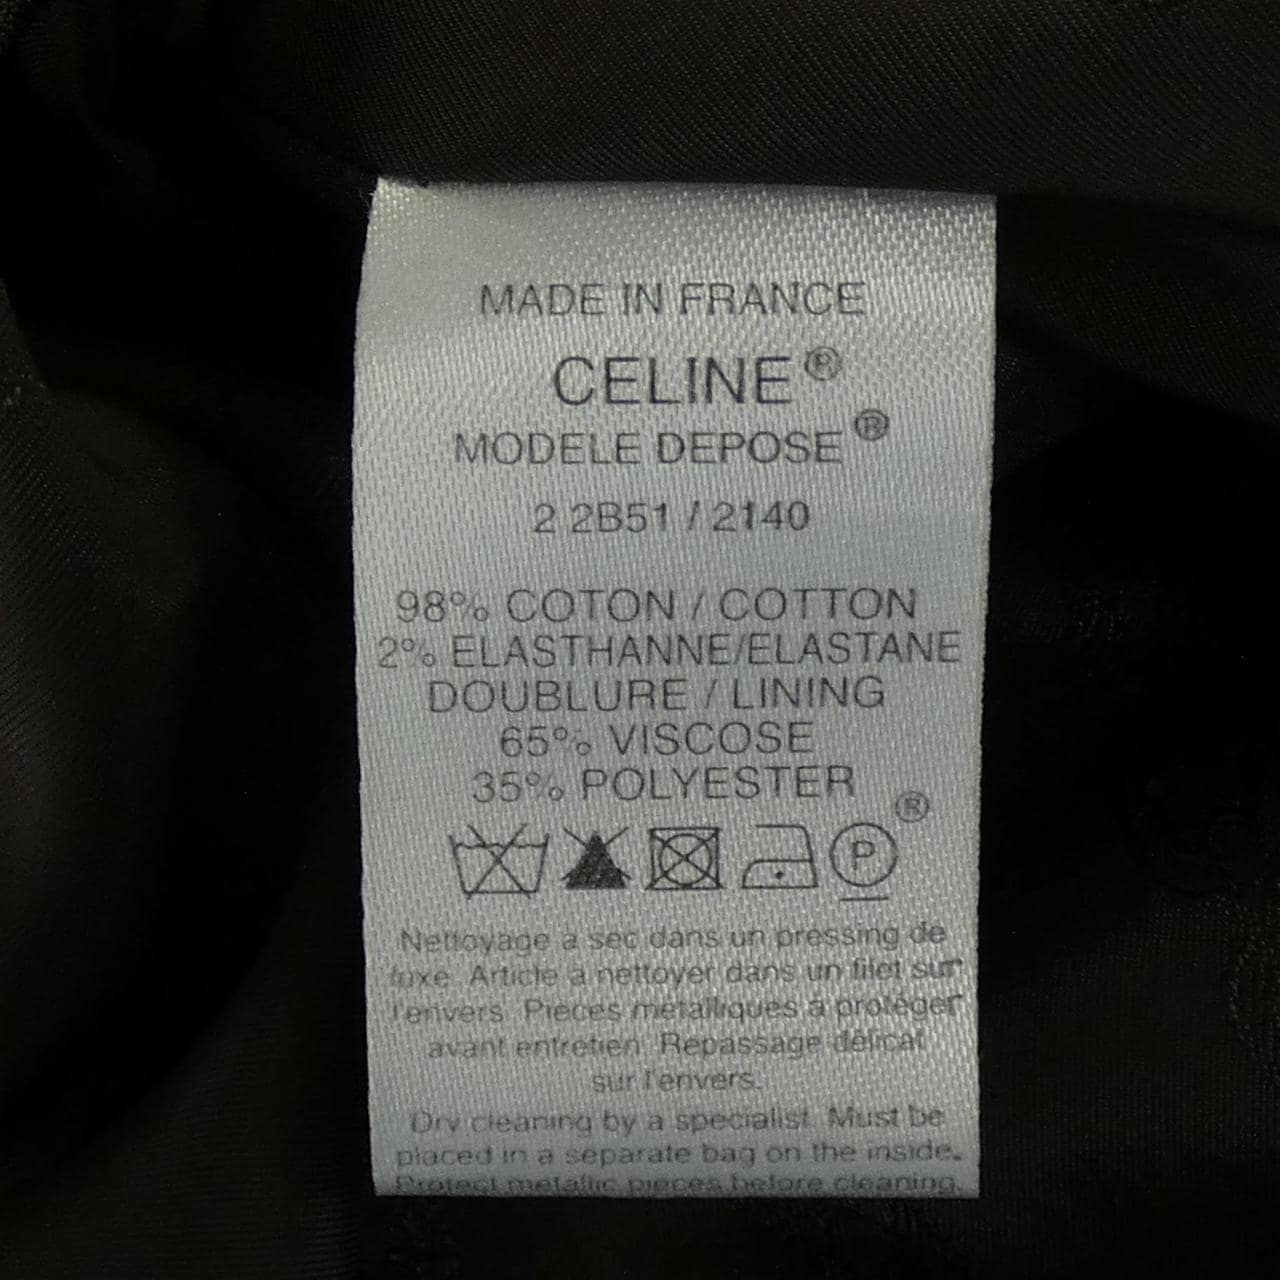 MADE IN FRANCE
CELINE®
MODELE DEPOSE®
2 2B51 / 2140
98% COTON / COTTON
2% ELASTHANNE/ELASTANE
DOUBLURE / LINING
65% VISCOSE
35% POLYESTER
P ®
Nettoyage à sec dans un pressing de
luxe. Article à nettoyer dans un filet sur
l'envers. Pièces métalliques à protéger
avant entretien. Repassage délicat
sur l'envers.
Dry cleaning by a specialist. Must be
placed in a separate bag on the inside.
Protect metallic pieces before cleaning.